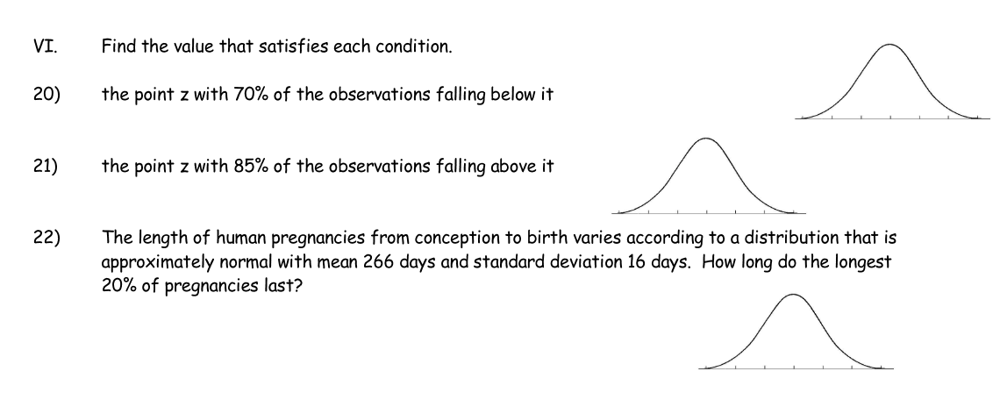 VI. Find the value that satisfies each condition.
20) the point z with 70% of the observations falling below it
21) the point z with 85% of the observations falling above it
22) The length of human pregnancies from conception to birth varies according to a distribution that is
approximately normal with mean 266 days and standard deviation 16 days. How long do the longest
20% of pregnancies last?